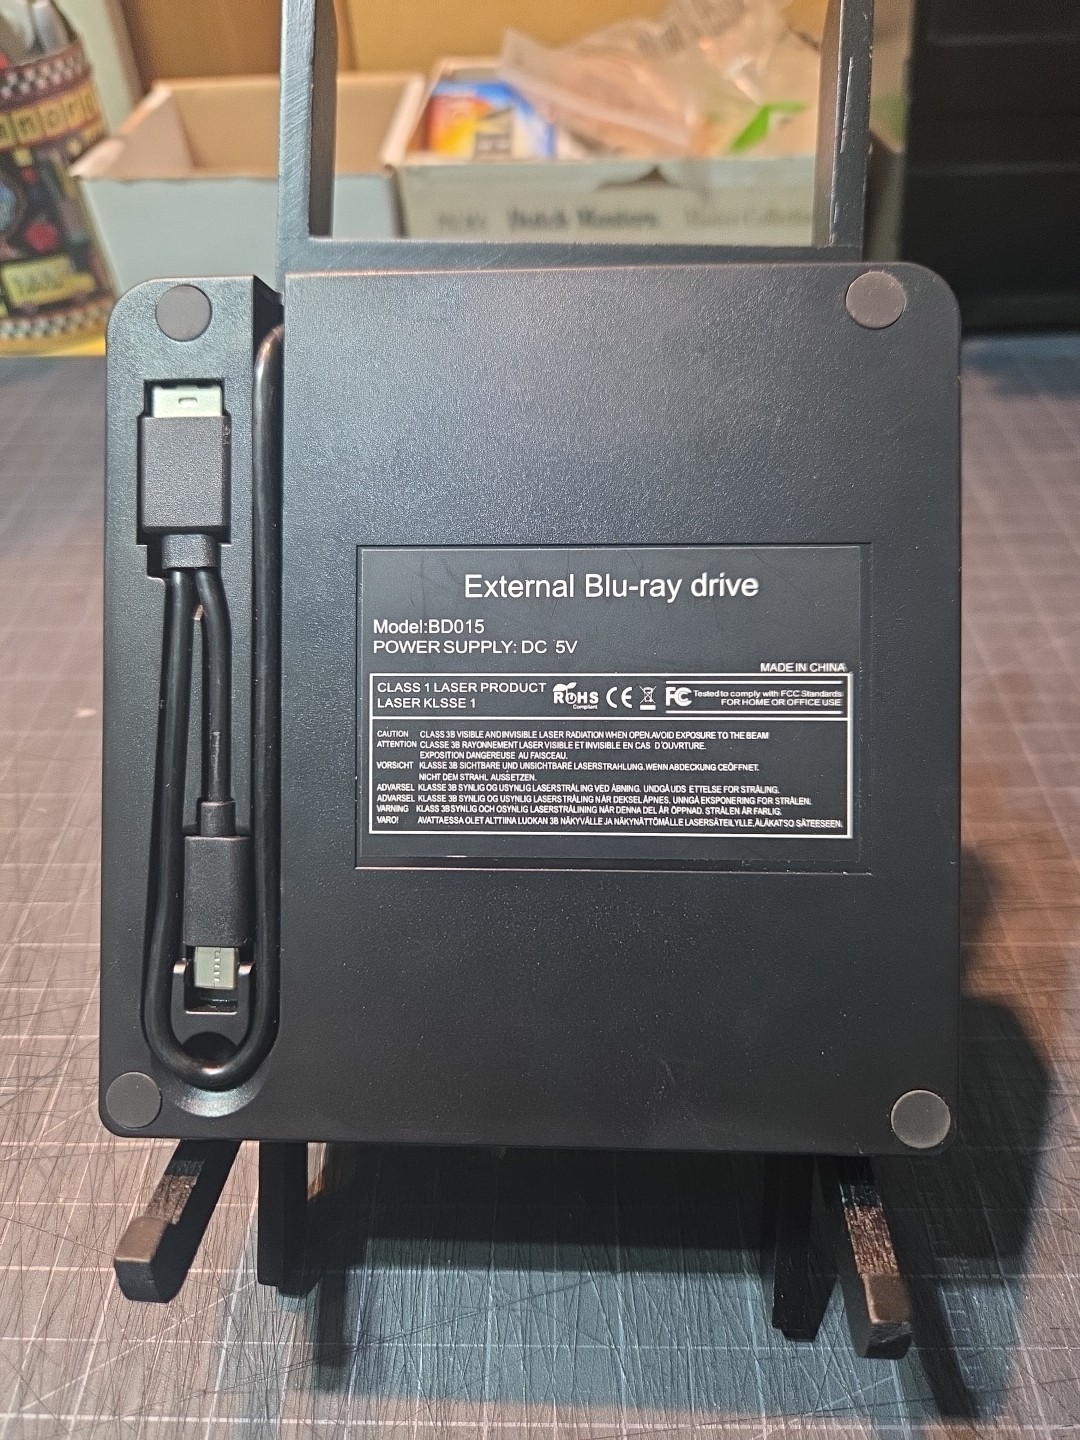 Dutch Masters
External Blu-ray drive
Model:BD015
POWER SUPPLY: DC 5V
MADE IN CHINA
CLASS 1 LASER PRODUCT
LASER KLSSE 1
RoHS
Compliant
CE
FC
Tested to comply with FCC Standards
FOR HOME OR OFFICE USE
CAUTION CLASS 3B VISIBLE AND INVISIBLE LASER RADIATION WHEN OPEN.AVOID EXPOSURE TO THE BEAM
ATTENTION CLASSE 3B RAYONNEMENT LASER VISIBLE ET INVISIBLE EN CAS D'OUVRTURE.
EXPOSITION DANGEREUSE AU FAISCEAU.
VORSICHT KLASSE 3B SICHTBARE UND UNSICHTBARE LASERSTRAHLUNG.WENN ABDECKUNG CEÖFFNET.
NICHT DEM STRAHL AUSSETZEN.
ADVARSEL KLASSE 3B SYNLIG OG USYNLIG LASERSTRÅLING VED ÅBNING. UNDGÅ UDS ETTELSE FOR STRÅLING.
ADVARSEL KLASSE 3B SYNLIG OG USYNLIG LASERSTRÅLING NÅR DEKSEL ÅPNES. UNNGÅ EKSPONERING FOR STRÅLEN.
VARNING KLASS 3B SYNLIG OCH OSYNLIG LASERSTRÅLINING NÄR DENNA DEL ÄR ÖPPNAD. STRÅLEN ÄR FARLIG.
VARO! AVATTAESSA OLET ALTTIINA LUOKAN 3B NÄKYVÄLLE JA NÄKYNÄTTÖMÄLLE LASERSÄTEILYLLE,ÄLÄKATSO SÄTEESEEN.